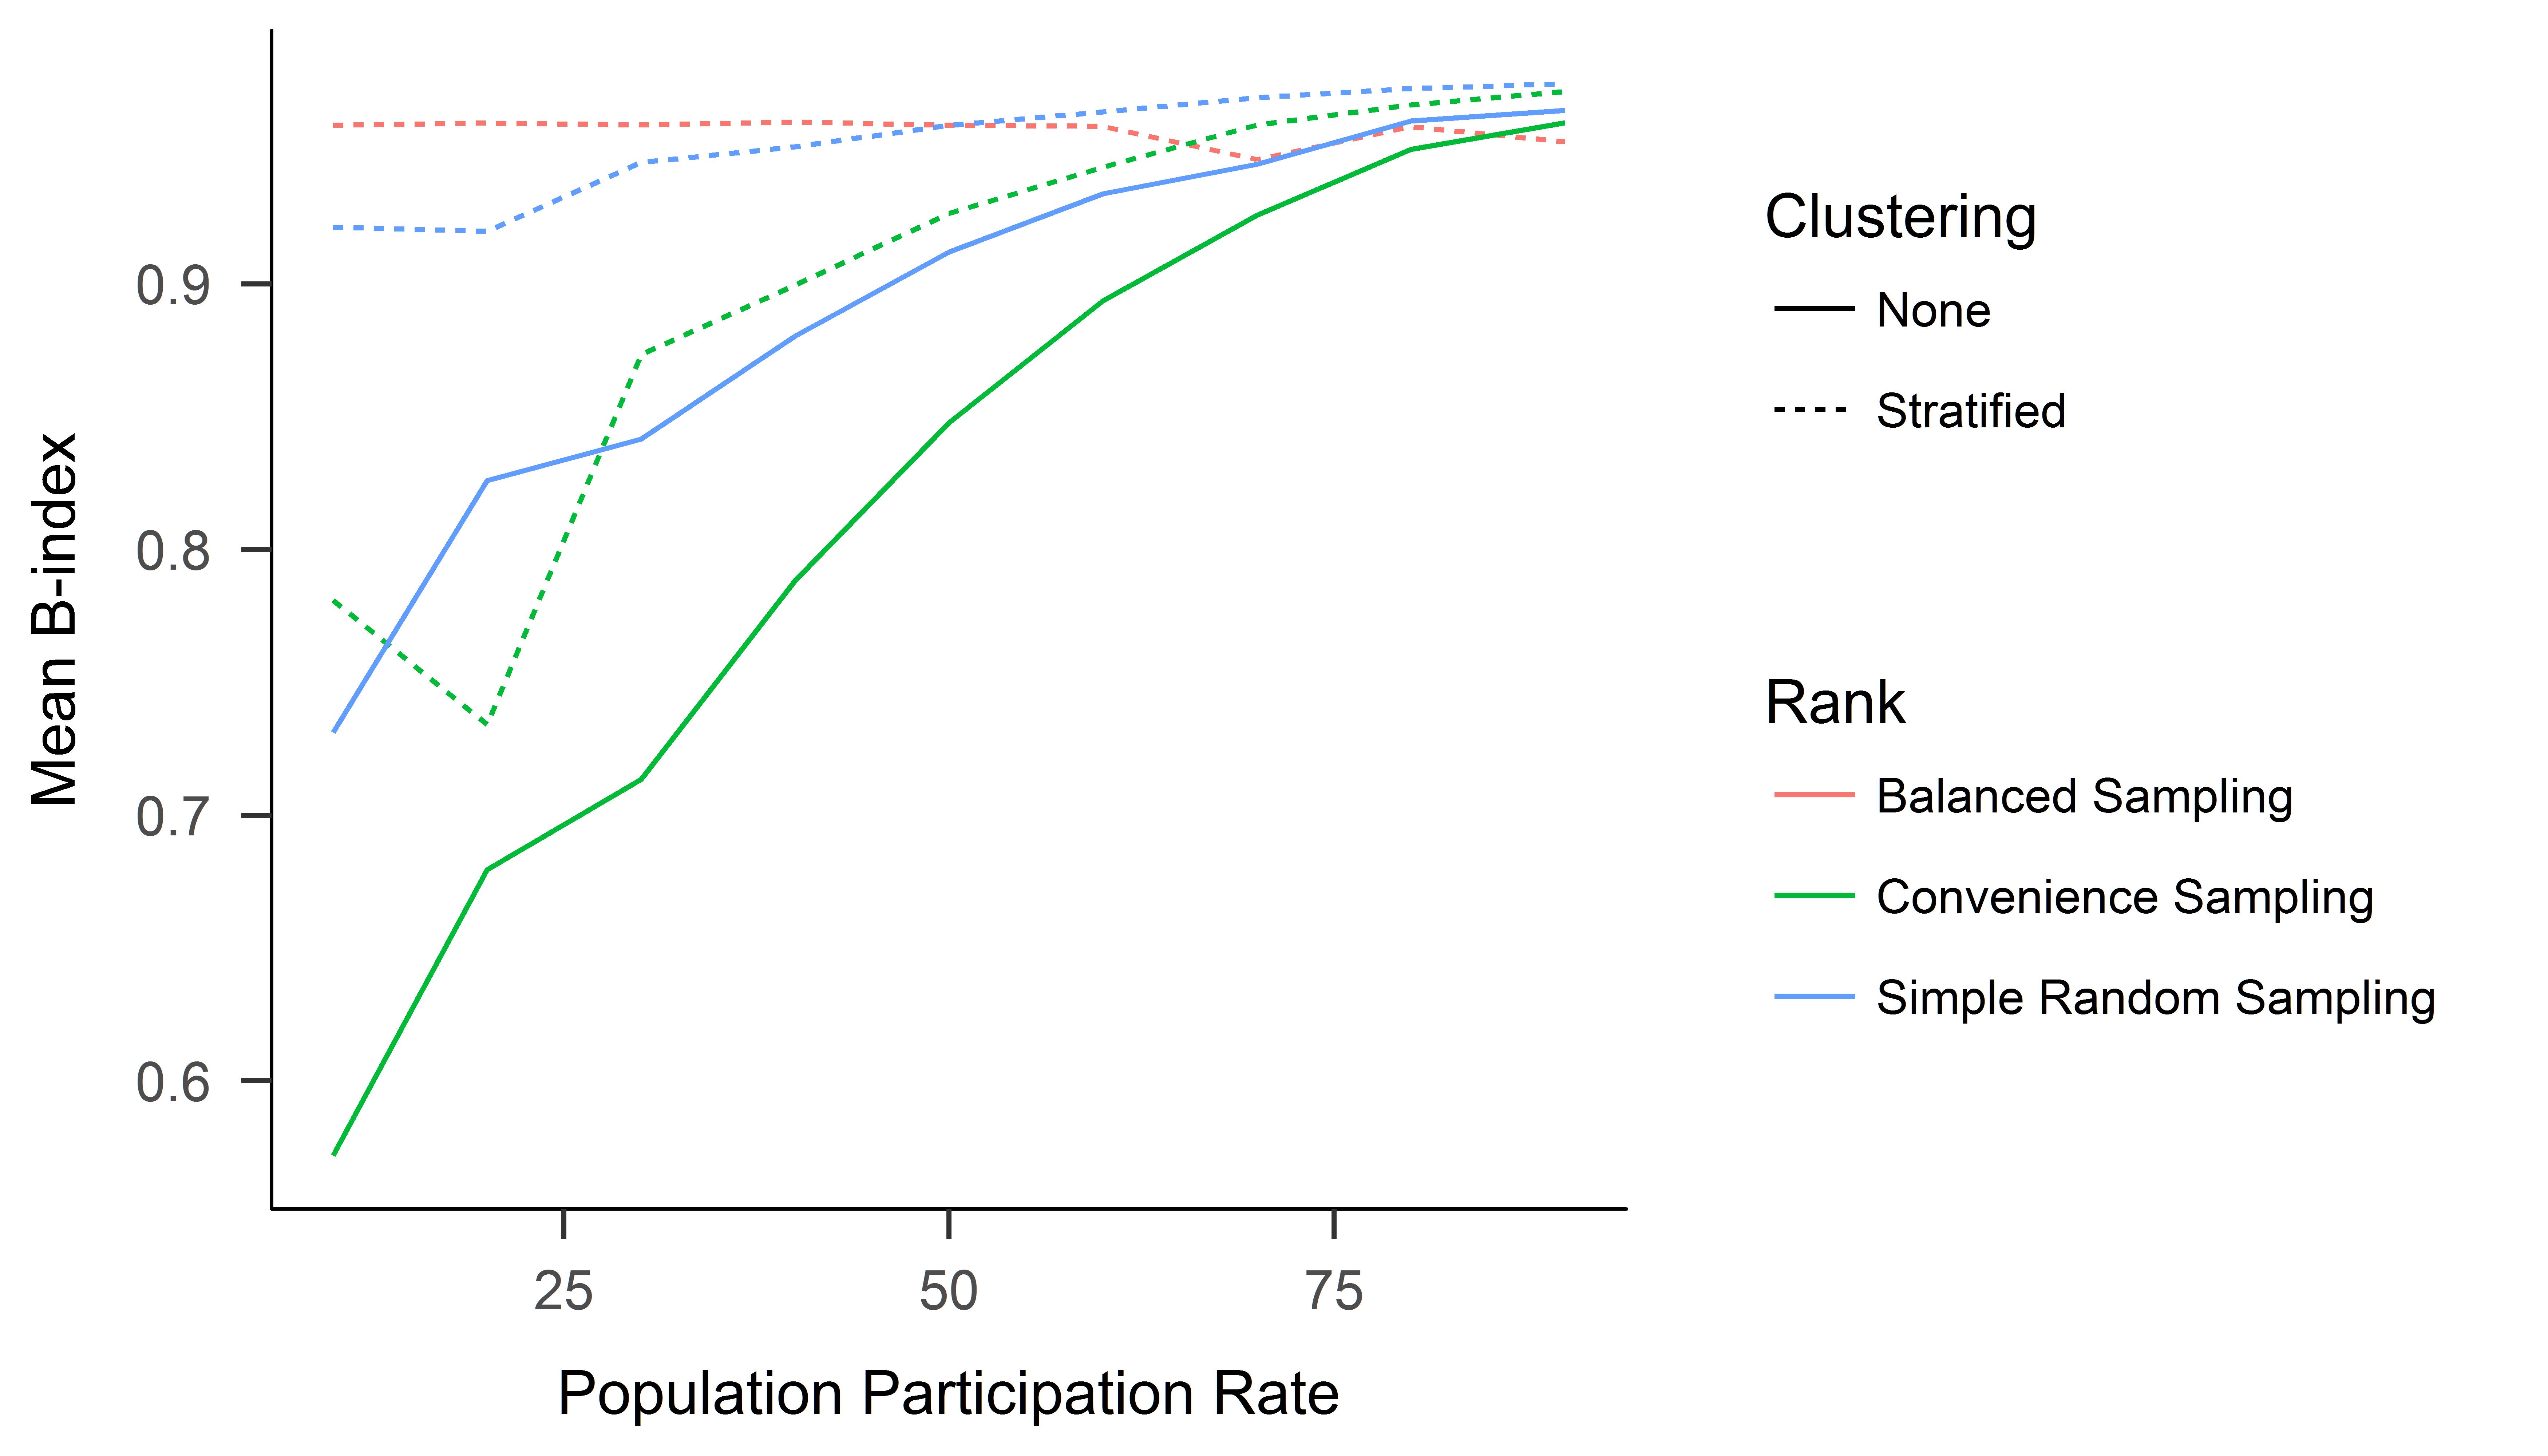 Mean B-index
0.9
0.8
0.7
0.6
25
50
75
Population Participation Rate
Clustering
None
Stratified
Rank
Balanced Sampling
Convenience Sampling
Simple Random Sampling